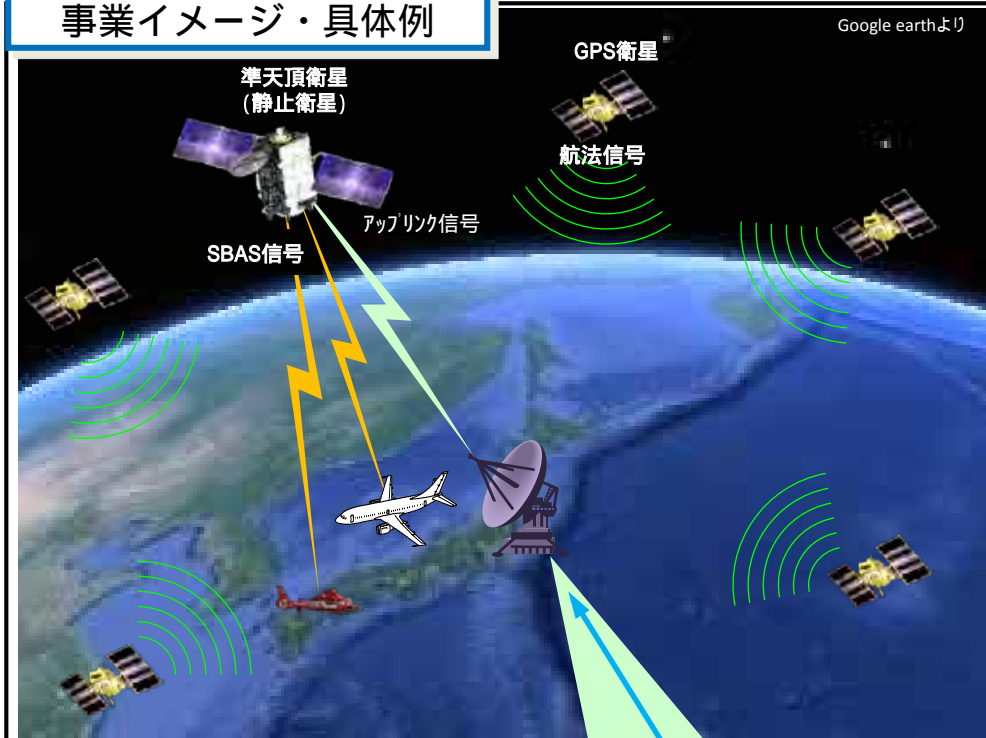 事業イメージ・具体例
Google earthより
GPS衛星
準天頂衛星
(静止衛星)
航法信号
ｱｯﾌﾟﾘﾝｸ信号
SBAS信号